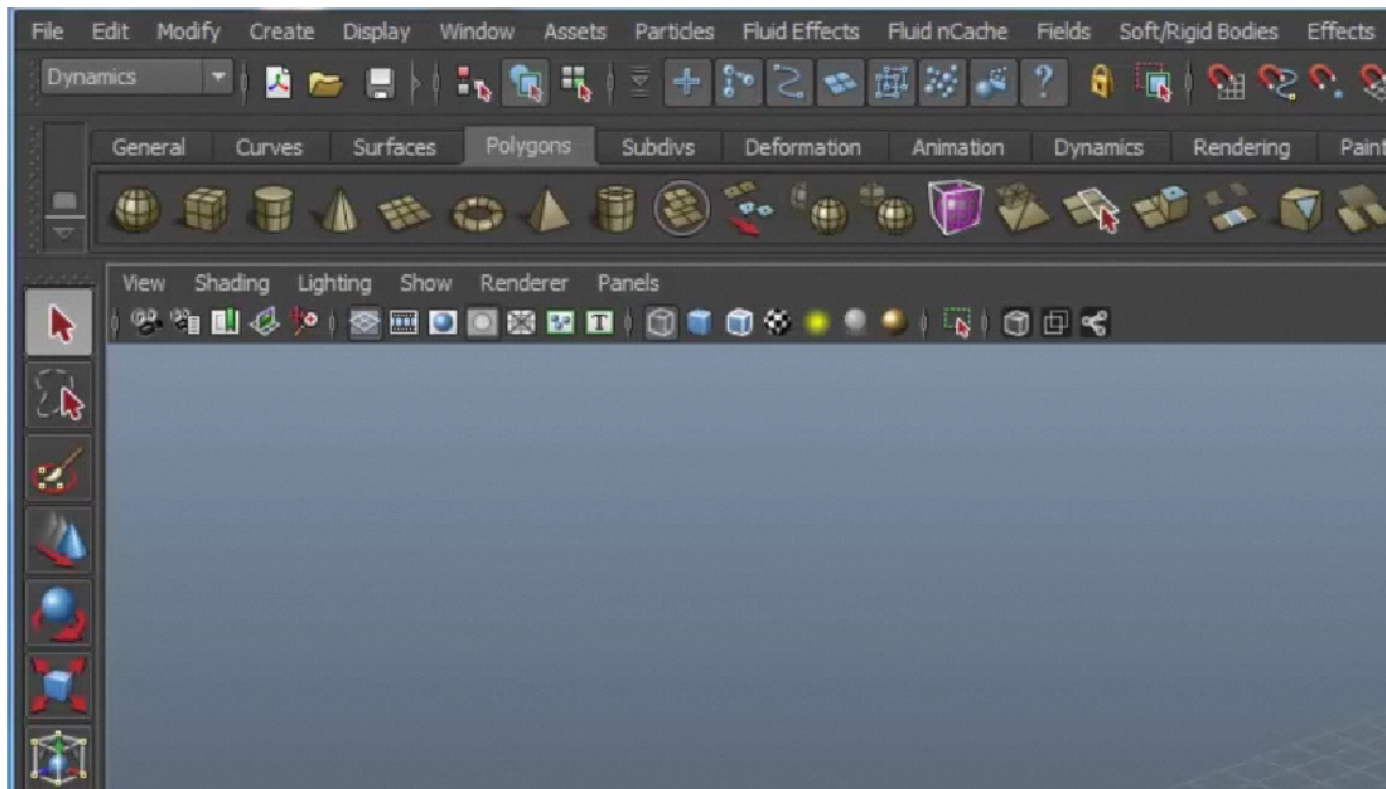 File Edit Modify Create Display Window Assets Particles Fluid Effects Fluid nCache Fields Soft/Rigid Bodies Effects
Dynamics
?
General Curves Surfaces Polygons Subdivs Deformation Animation Dynamics Rendering Paint
View Shading Lighting Show Renderer Panels
T